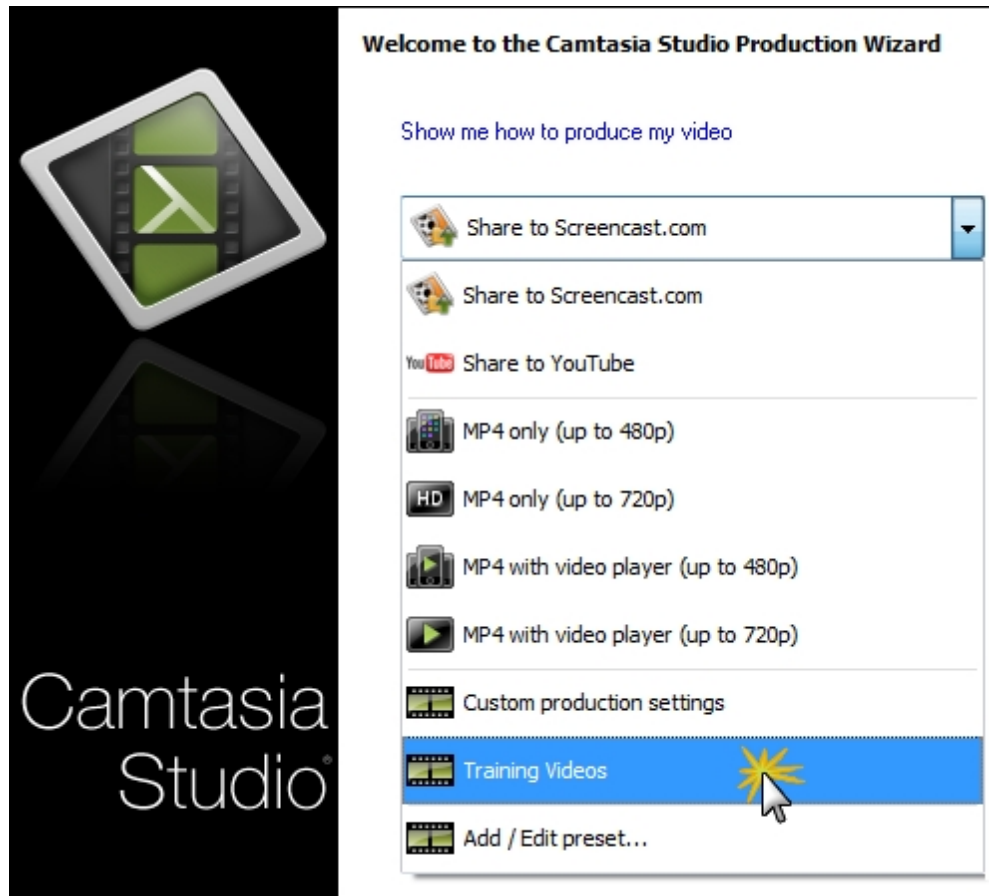 Welcome to the Camtasia Studio Production Wizard
Show me how to produce my video
Share to Screencast.com
Share to Screencast.com
You Tube Share to YouTube
MP4 only (up to 480p)
HD MP4 only (up to 720p)
MP4 with video player (up to 480p)
MP4 with video player (up to 720p)
Custom production settings
Training Videos
Add / Edit preset...
Camtasia
Studio®